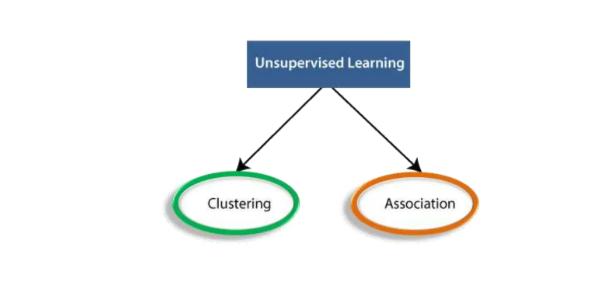 Unsupervised Learning
Clustering
Association